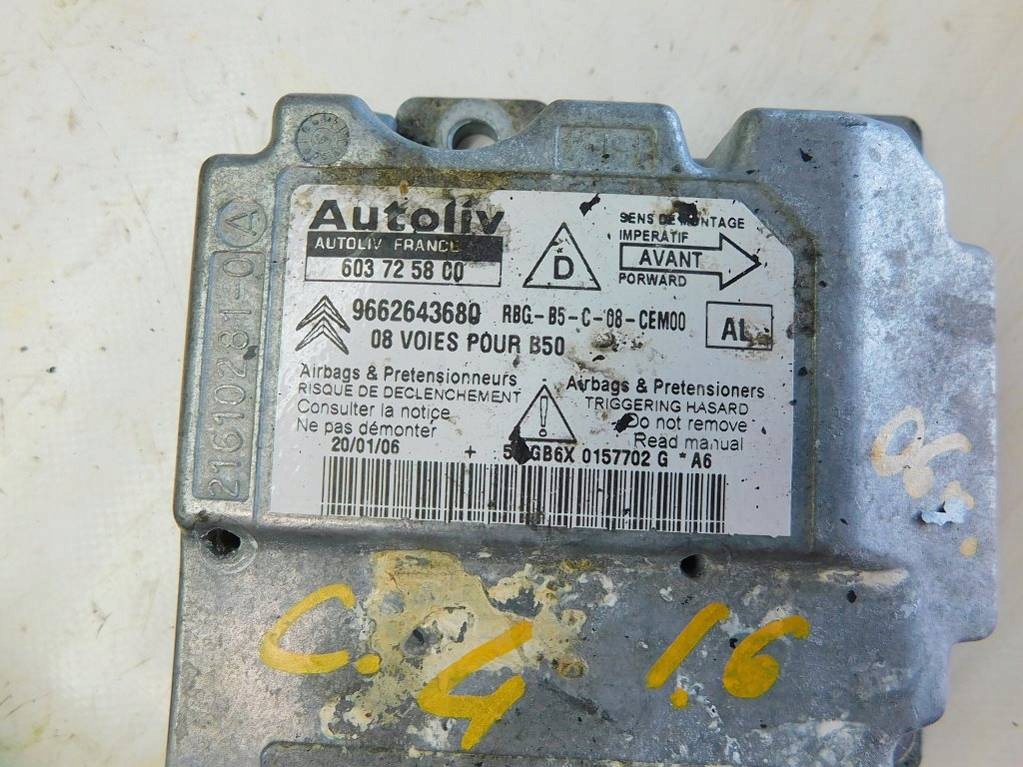 Autoliv
AUTOLIV FRANCE
603 72 58 00
D
SENS DE MONTAGE
IMPERATIF
AVANT
FORWARD
9662643680 RBG-B5-C-08-CEM00
AL
08 VOIES POUR B50
Airbags & Pretensionneurs
RISQUE DE DECLENCHEMENT
Consulter la notice
Ne pas démonter
!
Airbags & Pretensioners
TRIGGERING HASARD
Do not remove
Read manual
20/01/06 + 0157702 G * A6
21610281-0 A
C.4 1.6